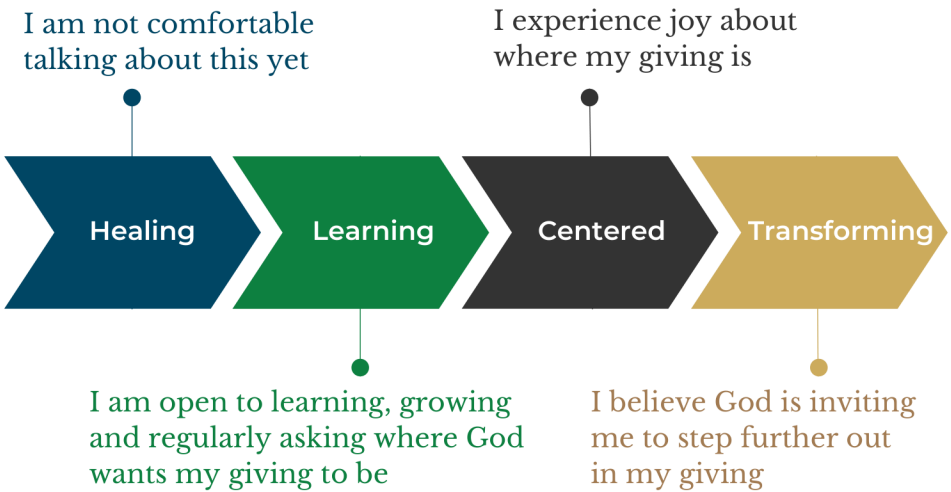 I am not comfortable
talking about this yet
I experience joy about
where my giving is
Healing
Learning
Centered
Transforming
I am open to learning, growing
and regularly asking where God
wants my giving to be
I believe God is inviting
me to step further out
in my giving